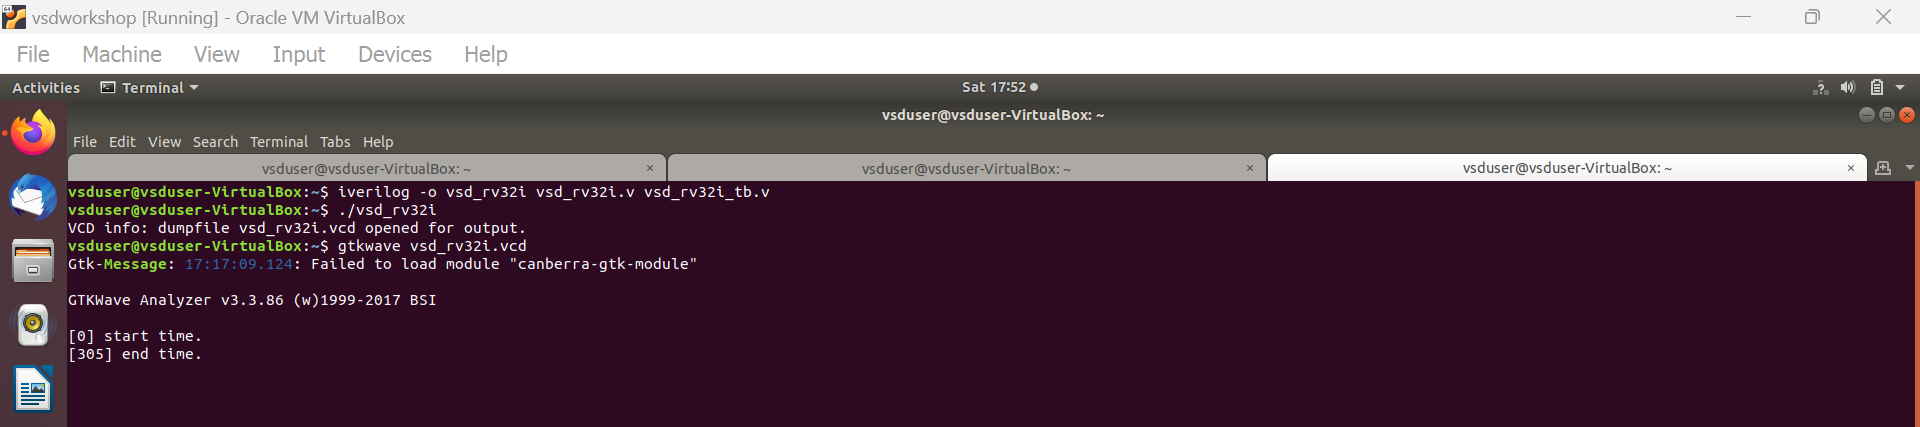 vsdworkshop [Running] - Oracle VM VirtualBox
File Machine View Input Devices Help
Activities Terminal Sat 17:52
vsduser@vsduser-VirtualBox: ~
File Edit View Search Terminal Tabs Help
vsduser@vsduser-VirtualBox: ~ × vsduser@vsduser-VirtualBox: ~ × vsduser@vsduser-VirtualBox: ~ ×
vsduser@vsduser-VirtualBox:~$ iverilog -o vsd_rv32i vsd_rv32i.v vsd_rv32i_tb.v
vsduser@vsduser-VirtualBox:~$ ./vsd_rv32i
VCD info: dumpfile vsd_rv32i.vcd opened for output.
vsduser@vsduser-VirtualBox:~$ gtkwave vsd_rv32i.vcd
Gtk-Message: 17:17:09.124: Failed to load module "canberra-gtk-module"
GTKWave Analyzer v3.3.86 (w)1999-2017 BSI
[0] start time.
[305] end time.